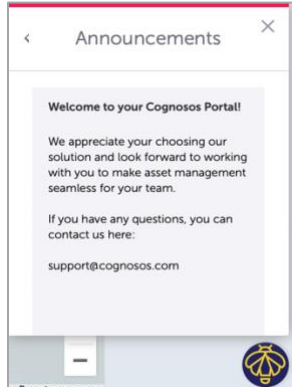 Announcements
Welcome to your Cognosos Portal!
We appreciate your choosing our
solution and look forward to working
with you to make asset management
seamless for your team.
If you have any questions, you can
contact us here:
support@cognosos.com